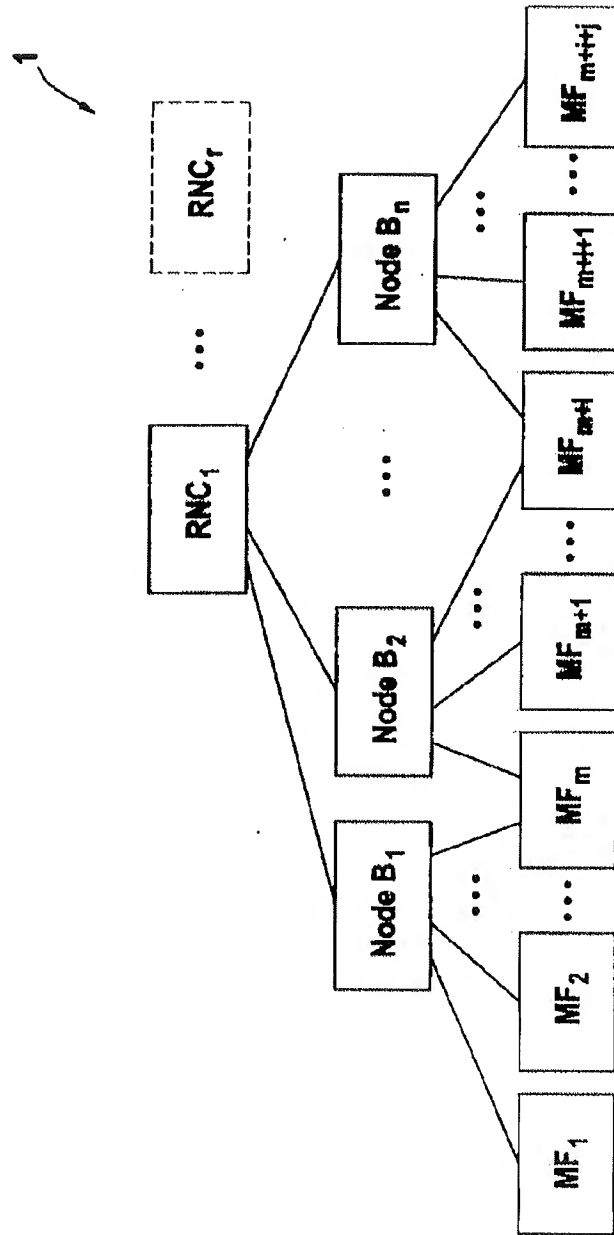 1
RNC₁ ••• RNCᵣ
Node B₁ Node B₂ ••• Node Bₙ
••• ••• •••
MF₁ MF₂ ••• MFₘ MFₘ₊₁ ••• MFₘ₊ᵢ MFₘ₊ᵢ₊₁ ••• MFₘ₊ᵢ₊ⱼ